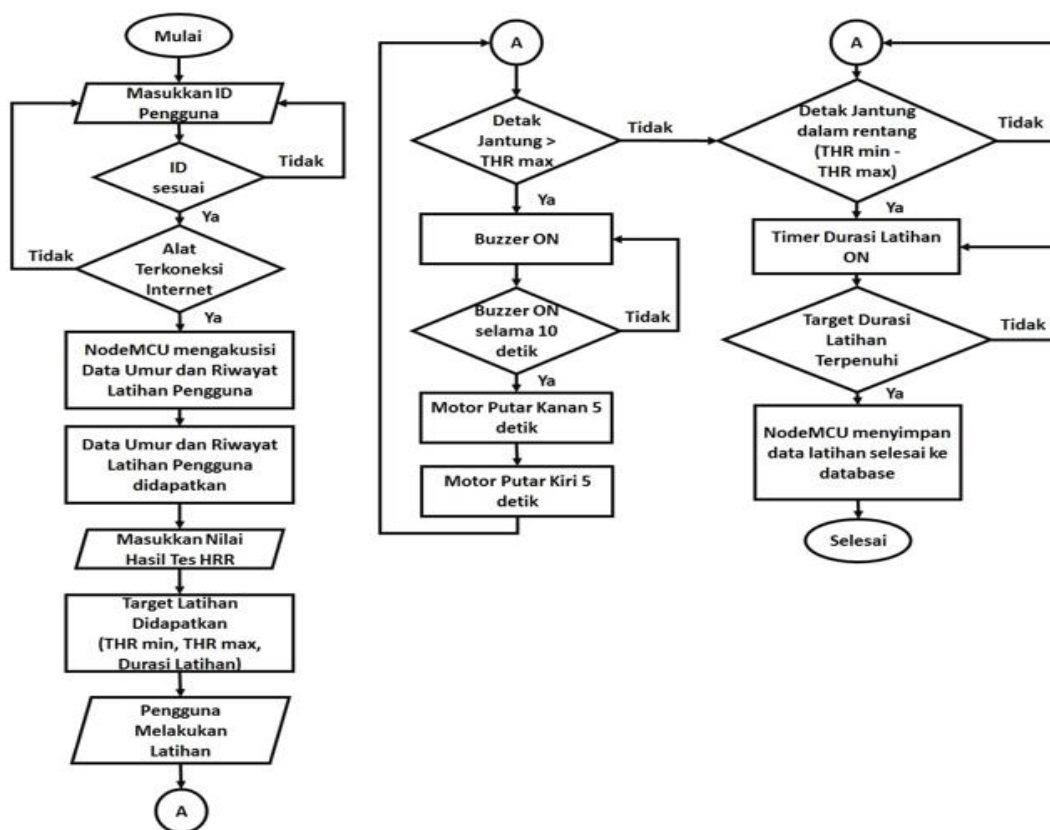 Mulai
Masukkan ID
Pengguna
ID
sesuai
Tidak
Ya
Alat
Terkoneksi
Internet
Tidak
Ya
NodeMCU mengakusisi
Data Umur dan Riwayat
Latihan Pengguna
Data Umur dan Riwayat
Latihan Pengguna
didapatkan
Masukkan Nilai
Hasil Tes HRR
Target Latihan
Didapatkan
(THR min, THR max,
Durasi Latihan)
Pengguna
Melakukan
Latihan
A
A
Detak
Jantung >
THR max
Tidak
Ya
Buzzer ON
Buzzer ON
selama 10
detik
Tidak
Ya
Motor Putar Kanan 5
detik
Motor Putar Kiri 5
detik
A
Detak Jantung
dalam rentang
(THR min -
THR max)
Tidak
Ya
Timer Durasi Latihan
ON
Target Durasi
Latihan
Terpenuhi
Tidak
Ya
NodeMCU menyimpan
data latihan selesai ke
database
Selesai